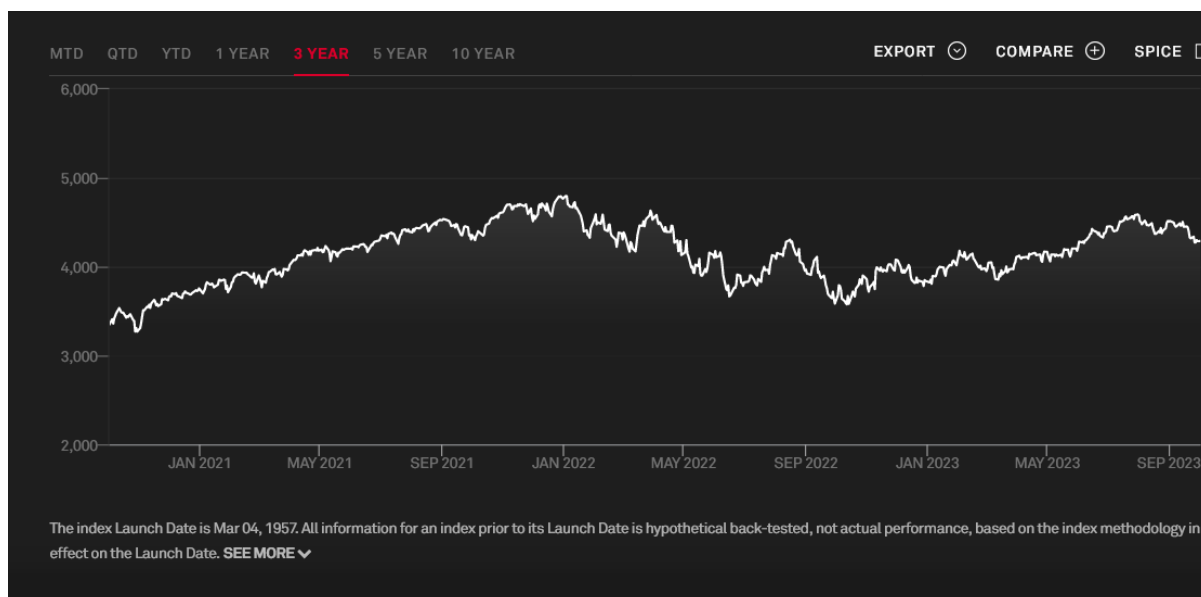 MTD QTD YTD 1 YEAR 3 YEAR 5 YEAR 10 YEAR EXPORT COMPARE SPICE
6,000
5,000
4,000
3,000
2,000
JAN 2021 MAY 2021 SEP 2021 JAN 2022 MAY 2022 SEP 2022 JAN 2023 MAY 2023 SEP 2023
The index Launch Date is Mar 04, 1957. All information for an index prior to its Launch Date is hypothetical back-tested, not actual performance, based on the index methodology in
effect on the Launch Date. SEE MORE